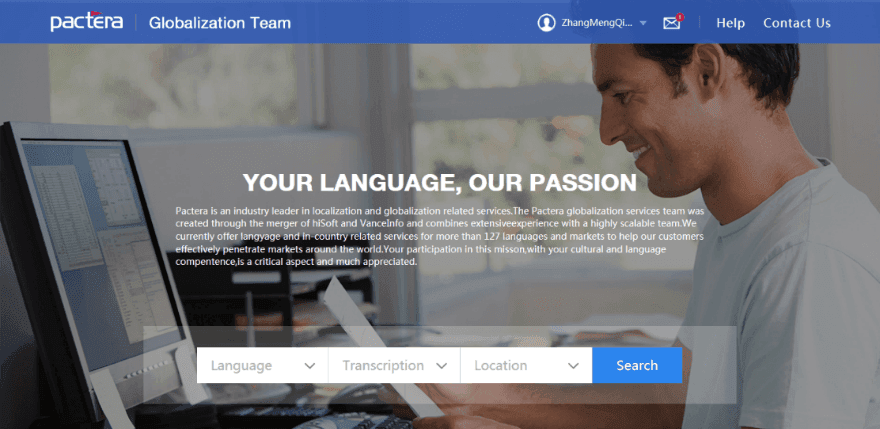 pactera Globalization Team ZhangMengQi... Help Contact Us
YOUR LANGUAGE, OUR PASSION
Pactera is an industry leader in localization and globalization related services.The Pactera globalization services team was
created through the merger of hiSoft and VanceInfo and combines extensiveexperience with a highly scalable team.We
currently offer langyage and in-country related services for more than 127 languages and markets to help our customers
effectively penetrate markets around the world.Your participation in this misson,with your cultural and language
compentence,is a critical aspect and much appreciated.
Language Transcription Location Search